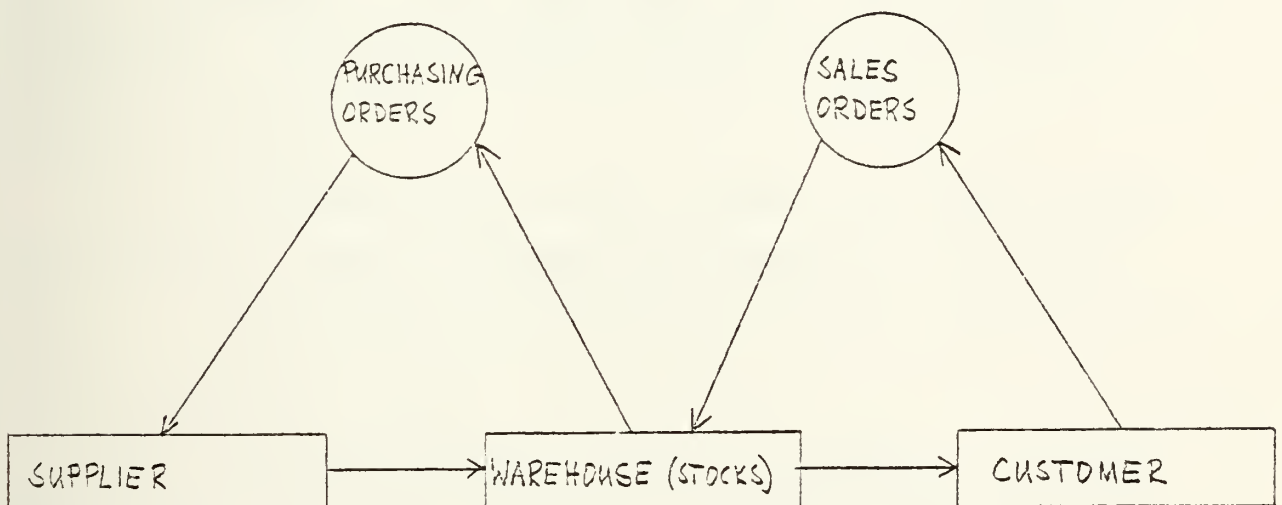 PURCHASING
ORDERS
SALES
ORDERS
SUPPLIER
WAREHOUSE (STOCKS)
CUSTOMER